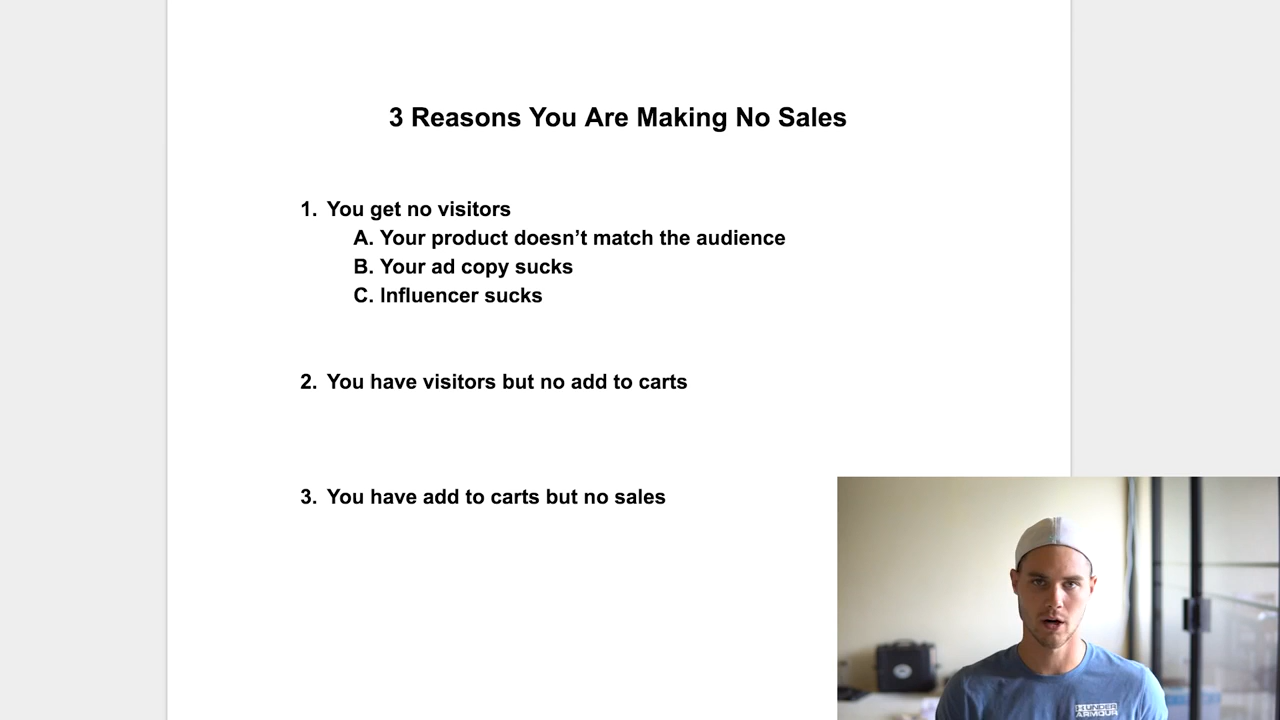 3 Reasons You Are Making No Sales
1. You get no visitors
A. Your product doesn’t match the audience
B. Your ad copy sucks
C. Influencer sucks
2. You have visitors but no add to carts
3. You have add to carts but no sales
UNDER
ARMOUR